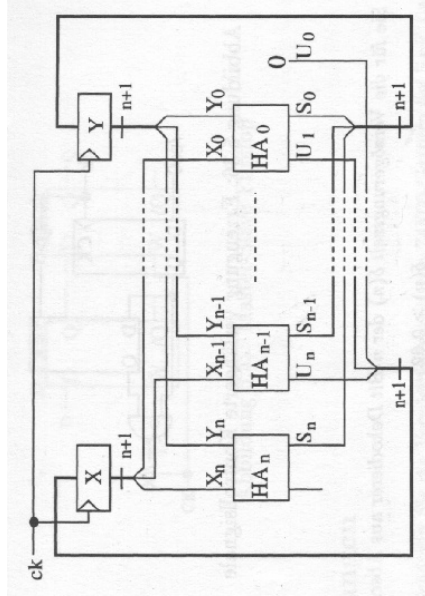 ck
X Y
n+1 n+1
Xn Yn Xn-1 Yn-1 X0 Y0
HAn HAn-1 HA0
Sn Un Sn-1 U1 S0 U0
0
n+1 n+1